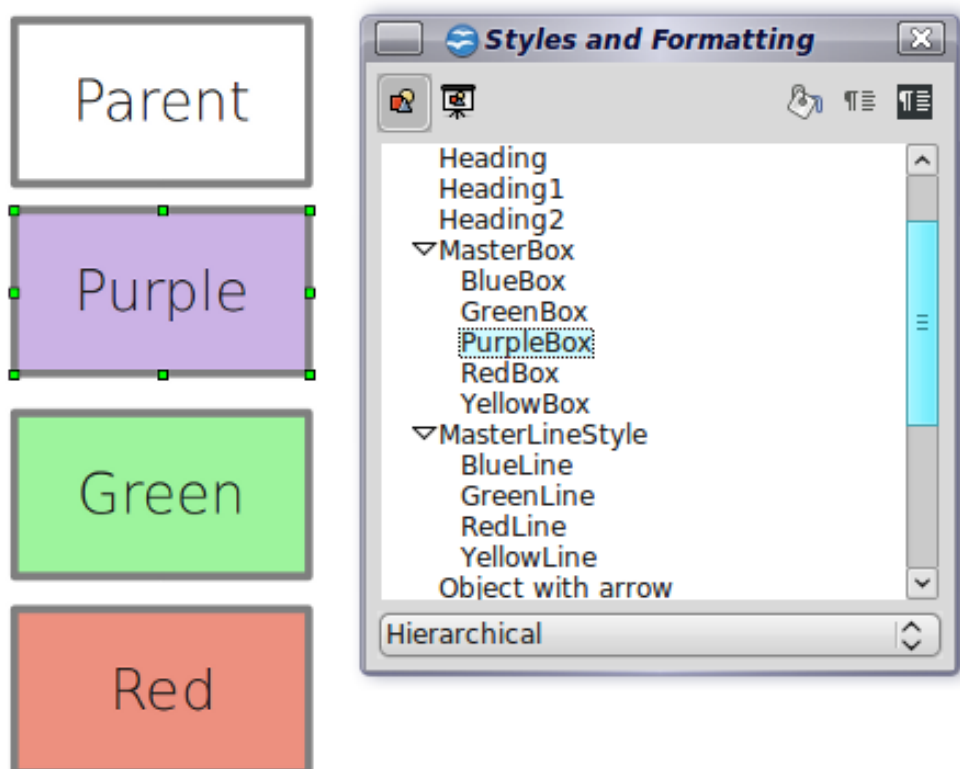 Parent
Purple
Green
Red
Styles and Formatting
Heading
Heading1
Heading2
MasterBox
BlueBox
GreenBox
PurpleBox
RedBox
YellowBox
MasterLineStyle
BlueLine
GreenLine
RedLine
YellowLine
Object with arrow
Hierarchical